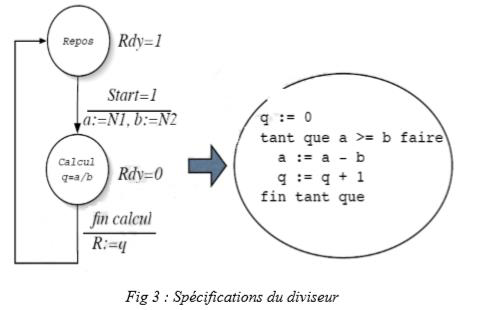 Repos
Rdy=1
Start=1
a:=N1, b:=N2
Calcul
q=a/b
Rdy=0
fin calcul
R:=q
q := 0
tant que a >= b faire
a := a - b
q := q + 1
fin tant que
Fig 3 : Spécifications du diviseur